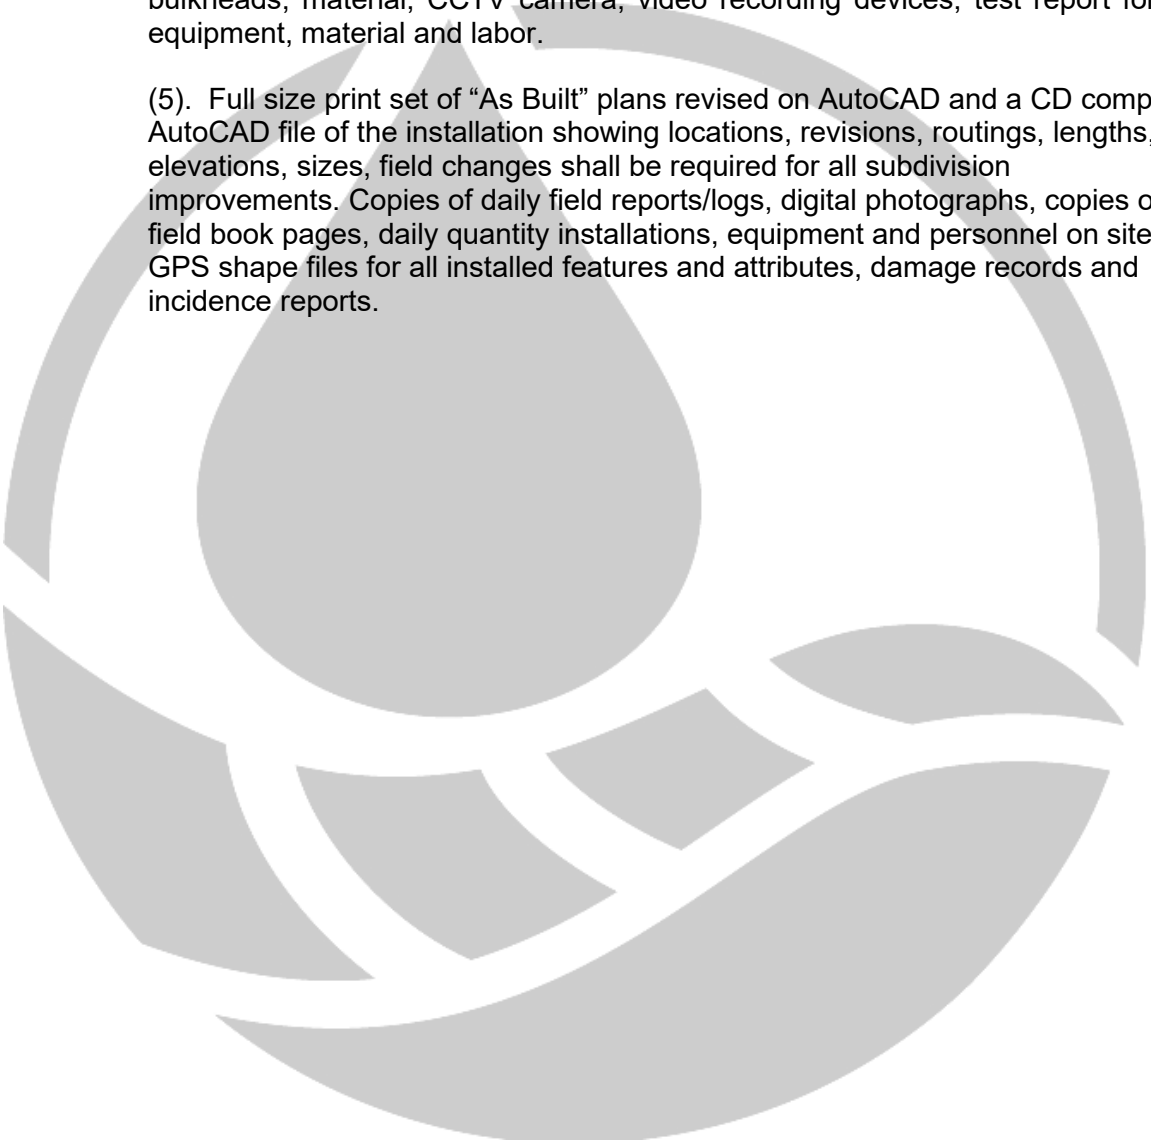 bulkheads, material, CCTV camera, video recording devices, test report for
equipment, material and labor.
(5). Full size print set of “As Built” plans revised on AutoCAD and a CD comp
AutoCAD file of the installation showing locations, revisions, routings, lengths,
elevations, sizes, field changes shall be required for all subdivision
improvements. Copies of daily field reports/logs, digital photographs, copies o
field book pages, daily quantity installations, equipment and personnel on site
GPS shape files for all installed features and attributes, damage records and
incidence reports.